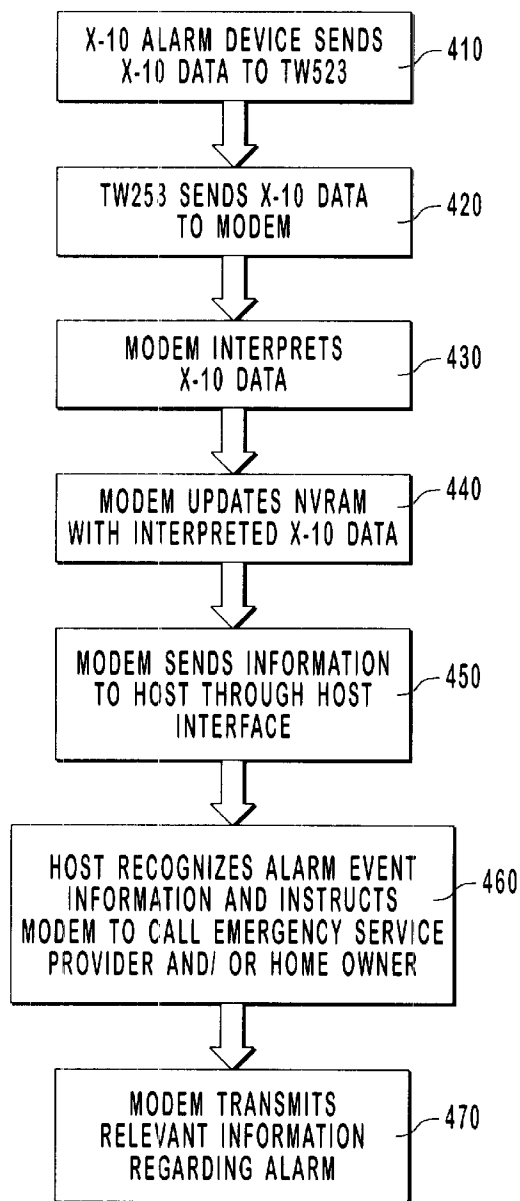 X-10 ALARM DEVICE SENDS
X-10 DATA TO TW523
410
TW253 SENDS X-10 DATA
TO MODEM
420
MODEM INTERPRETS
X-10 DATA
430
MODEM UPDATES NVRAM
WITH INTERPRETED X-10 DATA
440
MODEM SENDS INFORMATION
TO HOST THROUGH HOST
INTERFACE
450
HOST RECOGNIZES ALARM EVENT
INFORMATION AND INSTRUCTS
MODEM TO CALL EMERGENCY SERVICE
PROVIDER AND/ OR HOME OWNER
460
MODEM TRANSMITS
RELEVANT INFORMATION
REGARDING ALARM
470